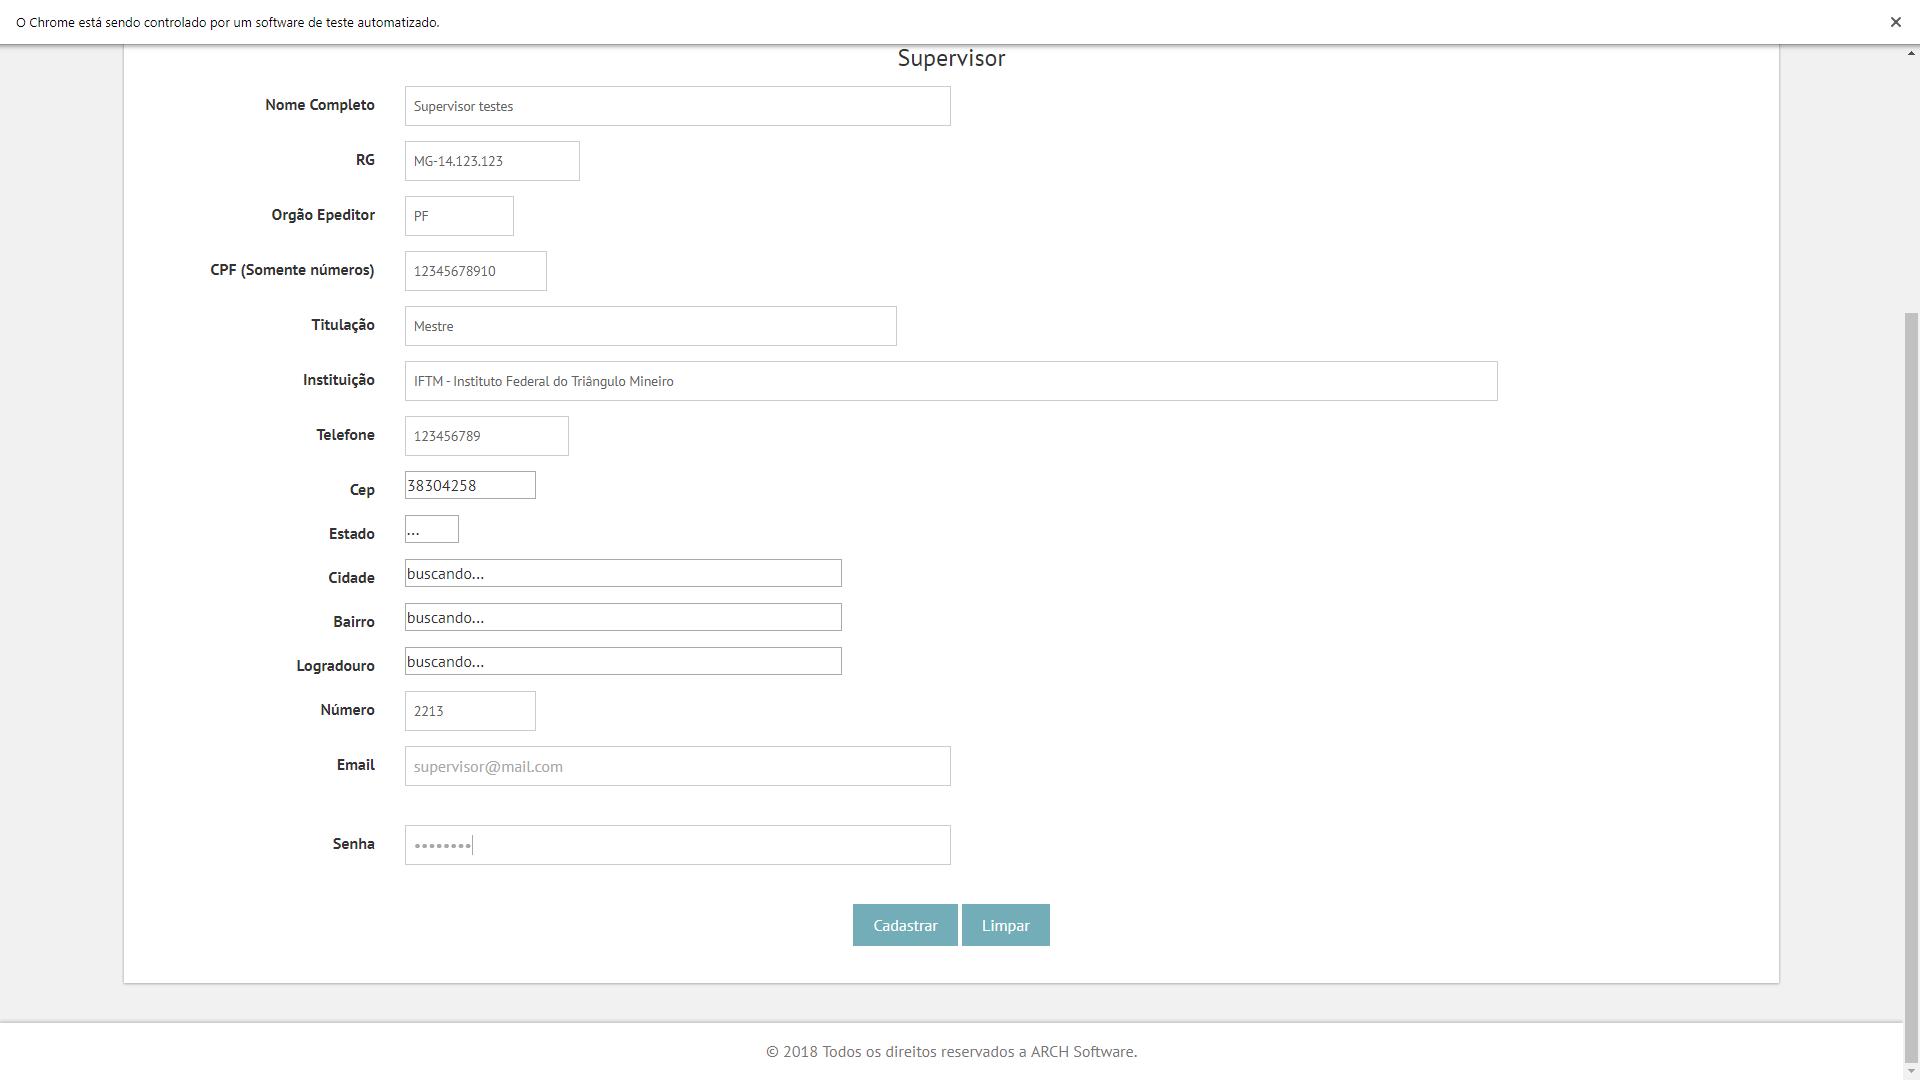 O Chrome está sendo controlado por um software de teste automatizado.
Supervisor
Nome Completo Supervisor testes
RG MG-14.123.123
Orgão Epeditor PF
CPF (Somente números) 12345678910
Titulação Mestre
Instituição IFTM - Instituto Federal do Triângulo Mineiro
Telefone 123456789
Cep 38304258
Estado ...
Cidade buscando...
Bairro buscando...
Logradouro buscando...
Número 2213
Email supervisor@mail.com
Senha ••••••••
Cadastrar Limpar
© 2018 Todos os direitos reservados a ARCH Software.